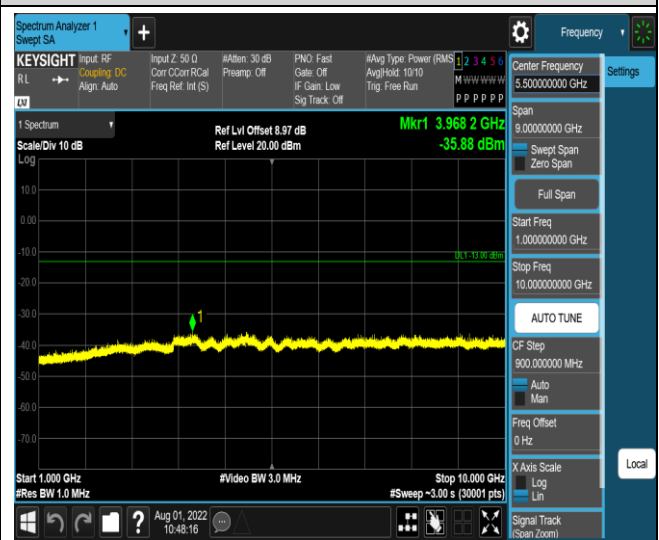 Spectrum Analyzer 1
Swept SA
+
Frequency
KEYSIGHT
RL
LXI
Input: RF
Coupling: DC
Align: Auto
Input Z: 50 Ω
Corr CCorr RCal
Freq Ref: Int (S)
#Atten: 30 dB
Preamp: Off
PNO: Fast
Gate: Off
IF Gain: Low
Sig Track: Off
#Avg Type: Power (RMS
Avg|Hold: 10/10
Trig: Free Run
1 2 3 4 5 6
M W W W W W
P P P P P P
Settings
1 Spectrum
Scale/Div 10 dB
Ref Lvl Offset 8.97 dB
Ref Level 20.00 dBm
Mkr1 3.968 2 GHz
-35.88 dBm
Log
10.0
0.00
-10.0
-20.0
-30.0
-40.0
-50.0
-60.0
-70.0
DL1 -13.00 dBm
1
Start 1.000 GHz
#Res BW 1.0 MHz
#Video BW 3.0 MHz
Stop 10.000 GHz
#Sweep ~3.00 s (30001 pts)
Center Frequency
5.500000000 GHz
Span
9.00000000 GHz
Swept Span
Zero Span
Full Span
Start Freq
1.000000000 GHz
Stop Freq
10.000000000 GHz
AUTO TUNE
CF Step
900.000000 MHz
Auto
Man
Freq Offset
0 Hz
X Axis Scale
Log
Lin
Signal Track
(Span Zoom)
Local
?
Aug 01, 2022
10:48:16